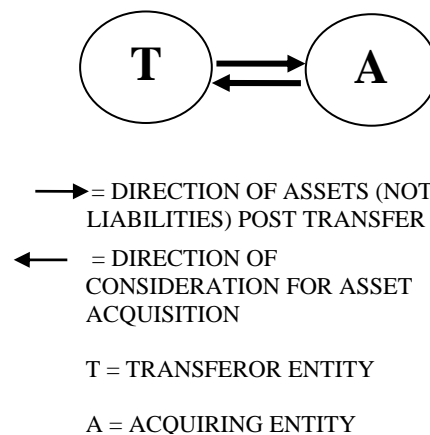 T A
= DIRECTION OF ASSETS (NOT
LIABILITIES) POST TRANSFER
= DIRECTION OF
CONSIDERATION FOR ASSET
ACQUISITION
T = TRANSFEROR ENTITY
A = ACQUIRING ENTITY